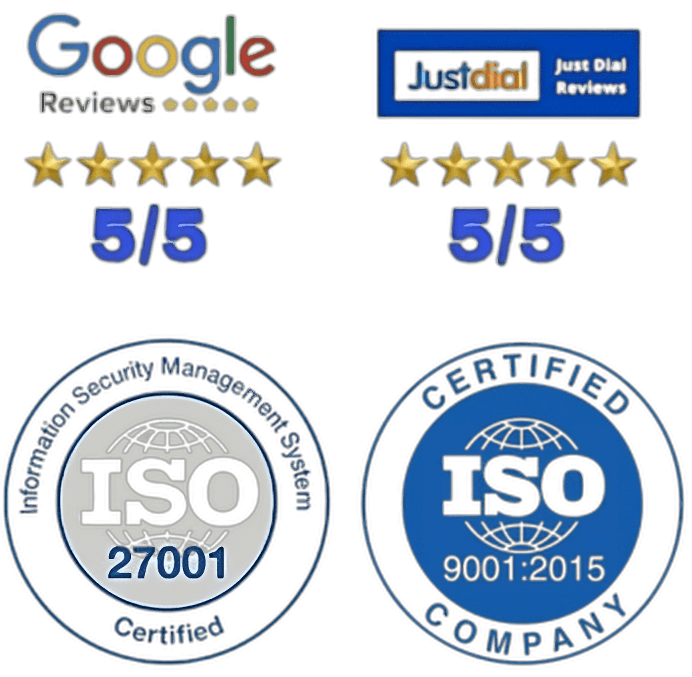 Google
Reviews
Justdial
Just Dial
Reviews
5/5
5/5
Information Security Management System
ISO
27001
Certified
CERTIFIED
ISO
9001:2015
COMPANY